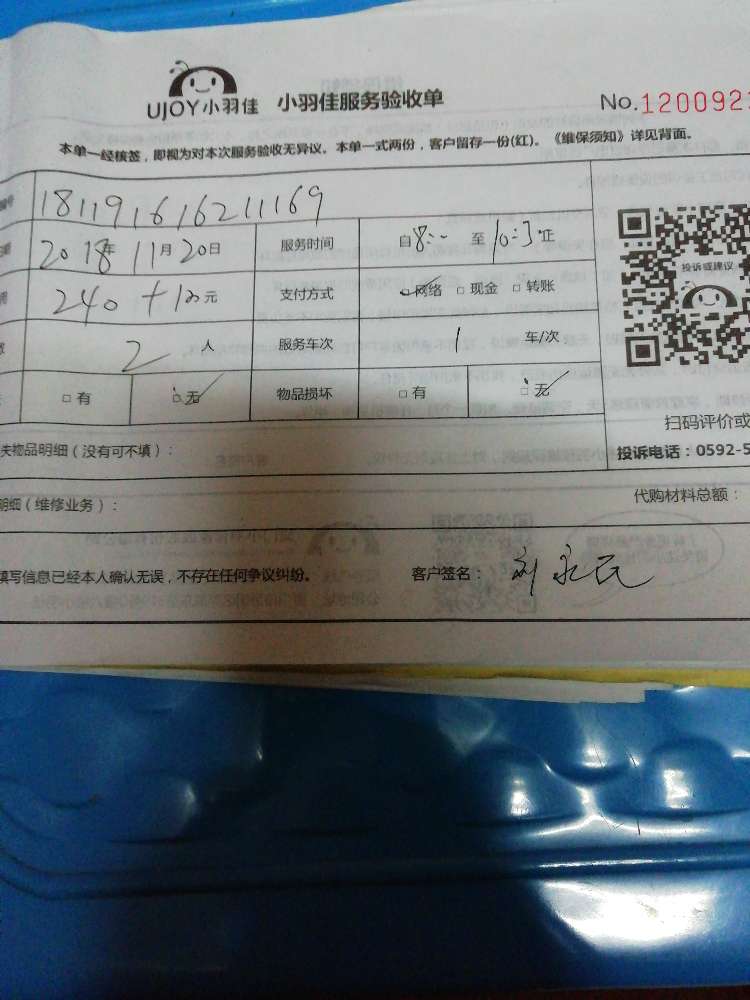 UJOY小羽佳 小羽佳服务验收单 No.1200921
本单一经核签，即视为对本次服务验收无异议。本单一式两份，客户留存一份(红)。《维保须知》详见背面。
号 181191616211169
期 2018年11月20日 服务时间 自8:00 至10:30止
240+120元 支付方式 网络 □现金 □转账
2人 服务车次 1 车/次
□有 □无 物品损坏 □有 □无
投诉或建议
失物品明细（没有可不填）：
扫码评价或
投诉电话：0592-5
明细（维修业务）：
代购材料总额：
填写信息已经本人确认无误，不存在任何争议纠纷。 客户签名：刘永民